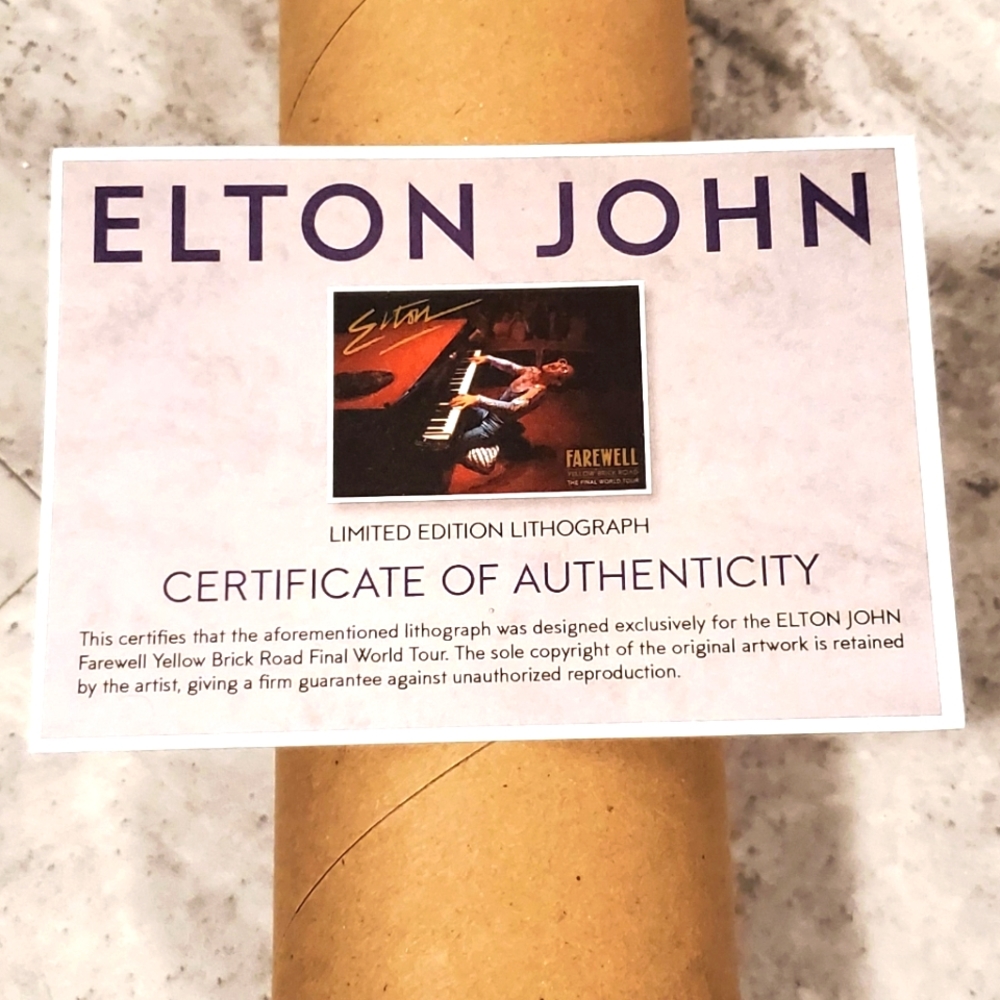 ELTON JOHN
Elton
FAREWELL
YELLOW BRICK ROAD
THE FINAL WORLD TOUR
LIMITED EDITION LITHOGRAPH
CERTIFICATE OF AUTHENTICITY
This certifies that the aforementioned lithograph was designed exclusively for the ELTON JOHN
Farewell Yellow Brick Road Final World Tour. The sole copyright of the original artwork is retained
by the artist, giving a firm guarantee against unauthorized reproduction.